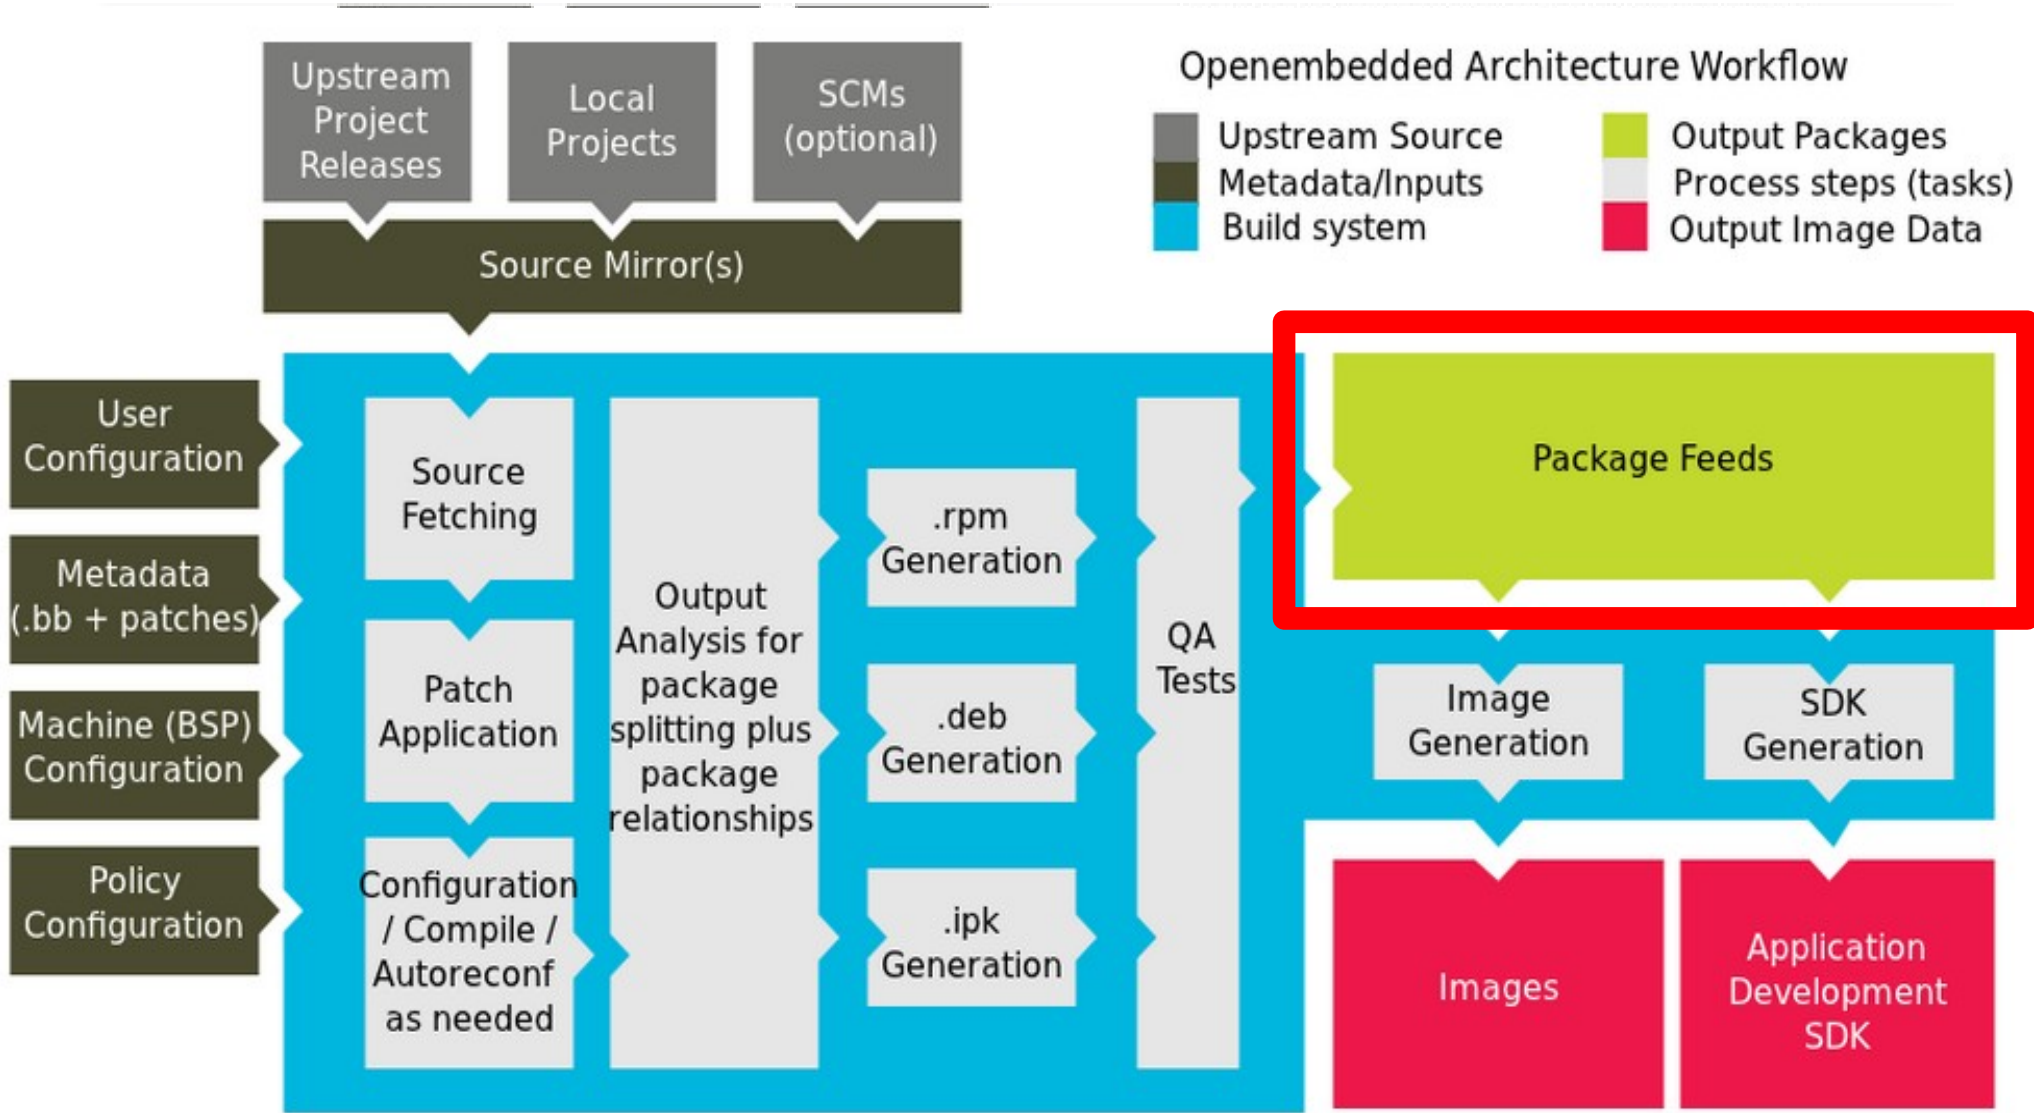 Upstream
Project
Releases
Local
Projects
SCMs
(optional)
Openembedded Architecture Workflow
Upstream Source
Metadata/Inputs
Build system
Output Packages
Process steps (tasks)
Output Image Data
Source Mirror(s)
User
Configuration
Metadata
(.bb + patches)
Machine (BSP)
Configuration
Policy
Configuration
Source
Fetching
Patch
Application
Configuration
/ Compile /
Autoreconf
as needed
Output
Analysis for
package
splitting plus
package
relationships
.rpm
Generation
.deb
Generation
.ipk
Generation
QA
Tests
Package Feeds
Image
Generation
SDK
Generation
Images
Application
Development
SDK